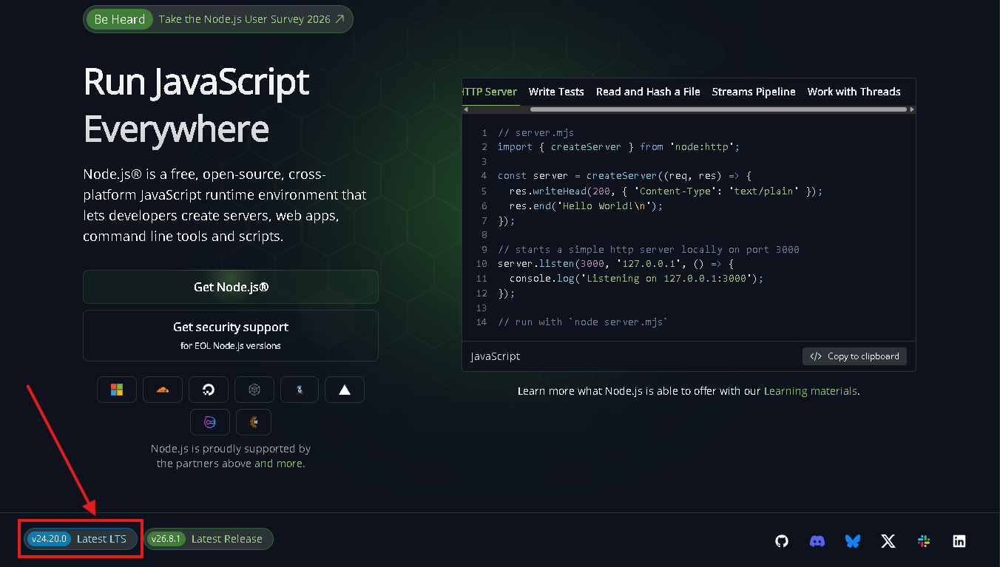 Be Heard Take the Node.js User Survey 2026
Run JavaScript
Everywhere
Node.js® is a free, open-source, cross-
platform JavaScript runtime environment that
lets developers create servers, web apps,
command line tools and scripts.
Get Node.js®
Get security support
for EOL Node.js versions
Node.js is proudly supported by
the partners above and more.
HTTP Server Write Tests Read and Hash a File Streams Pipeline Work with Threads
1 // server.mjs
2 import { createServer } from 'node:http';
3
4 const server = createServer((req, res) => {
5 res.writeHead(200, { 'Content-Type': 'text/plain' });
6 res.end('Hello World!\n');
7 });
8
9 // starts a simple http server locally on port 3000
10 server.listen(3000, '127.0.0.1', () => {
11 console.log('Listening on 127.0.0.1:3000');
12 });
13
14 // run with `node server.mjs`
JavaScript
</> Copy to clipboard
Learn more what Node.js is able to offer with our Learning materials.
v24.20.0 Latest LTS
v26.8.1 Latest Release